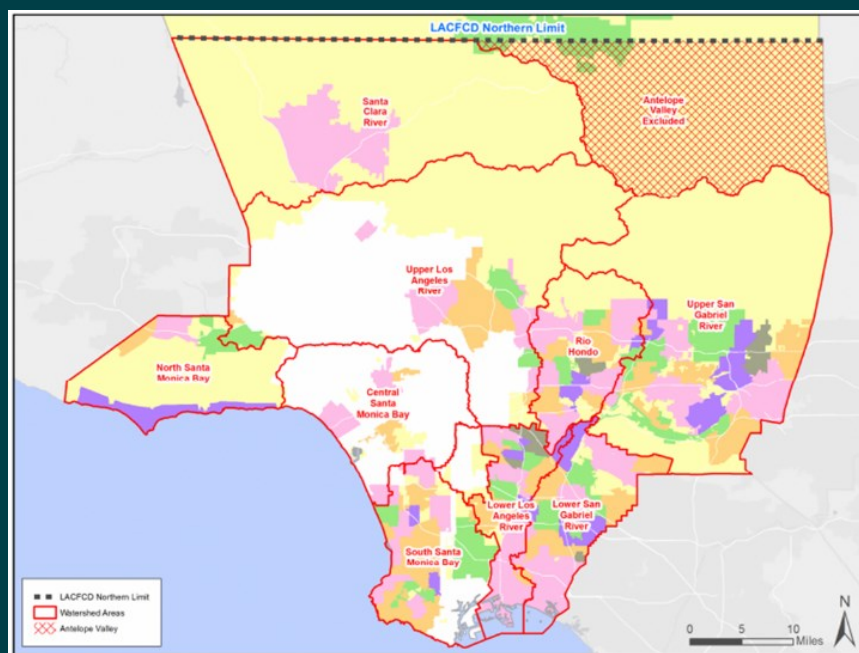 LACFCD Northern Limit
Santa
Clara
River
Antelope
Valley
Excluded
Upper Los
Angeles
River
Upper San
Gabriel
River
Rio
Hondo
North Santa
Monica Bay
Central
Santa
Monica Bay
Lower Los
Angeles
River
Lower San
Gabriel
River
South Santa
Monica Bay
LACFCD Northern Limit
Watershed Areas
Antelope Valley
N
0 5 10
Miles